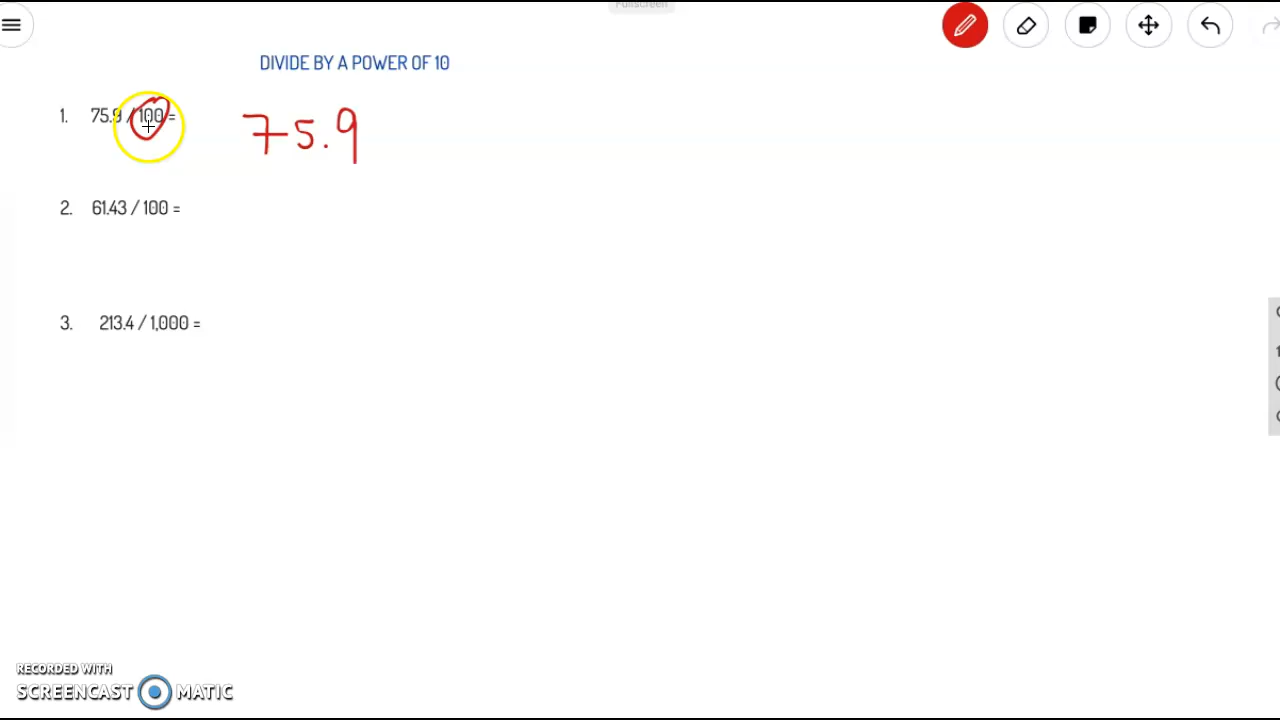 Fullscreen
DIVIDE BY A POWER OF 10
1. 75.9 / 100 = 75.9
2. 61.43 / 100 =
3. 213.4 / 1,000 =
RECORDED WITH
SCREENCAST MATIC